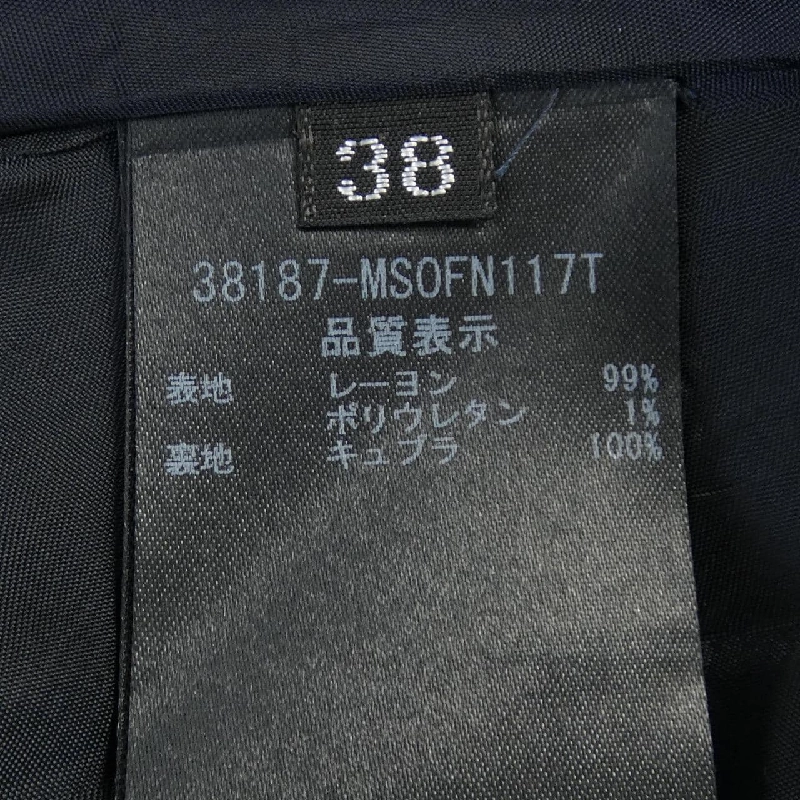 38
38187-MSOFN117T
品質表示
表地 レーヨン 99%
ポリウレタン 1%
裏地 キュプラ 100%